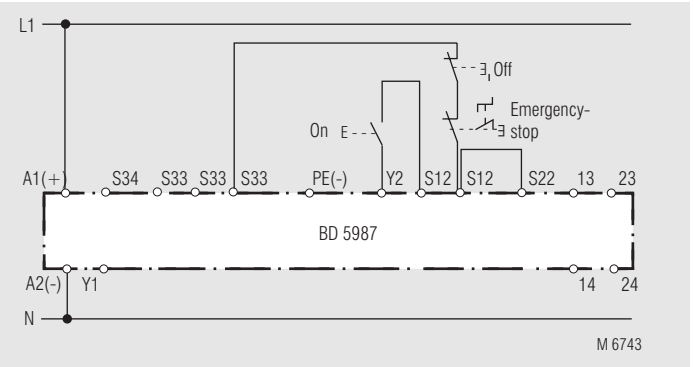 L1
Off
Emergency-
stop
On E
A1(+) S34 S33 S33 S33 PE(-) Y2 S12 S12 S22 13 23
BD 5987
A2(-) Y1 14 24
N
M 6743